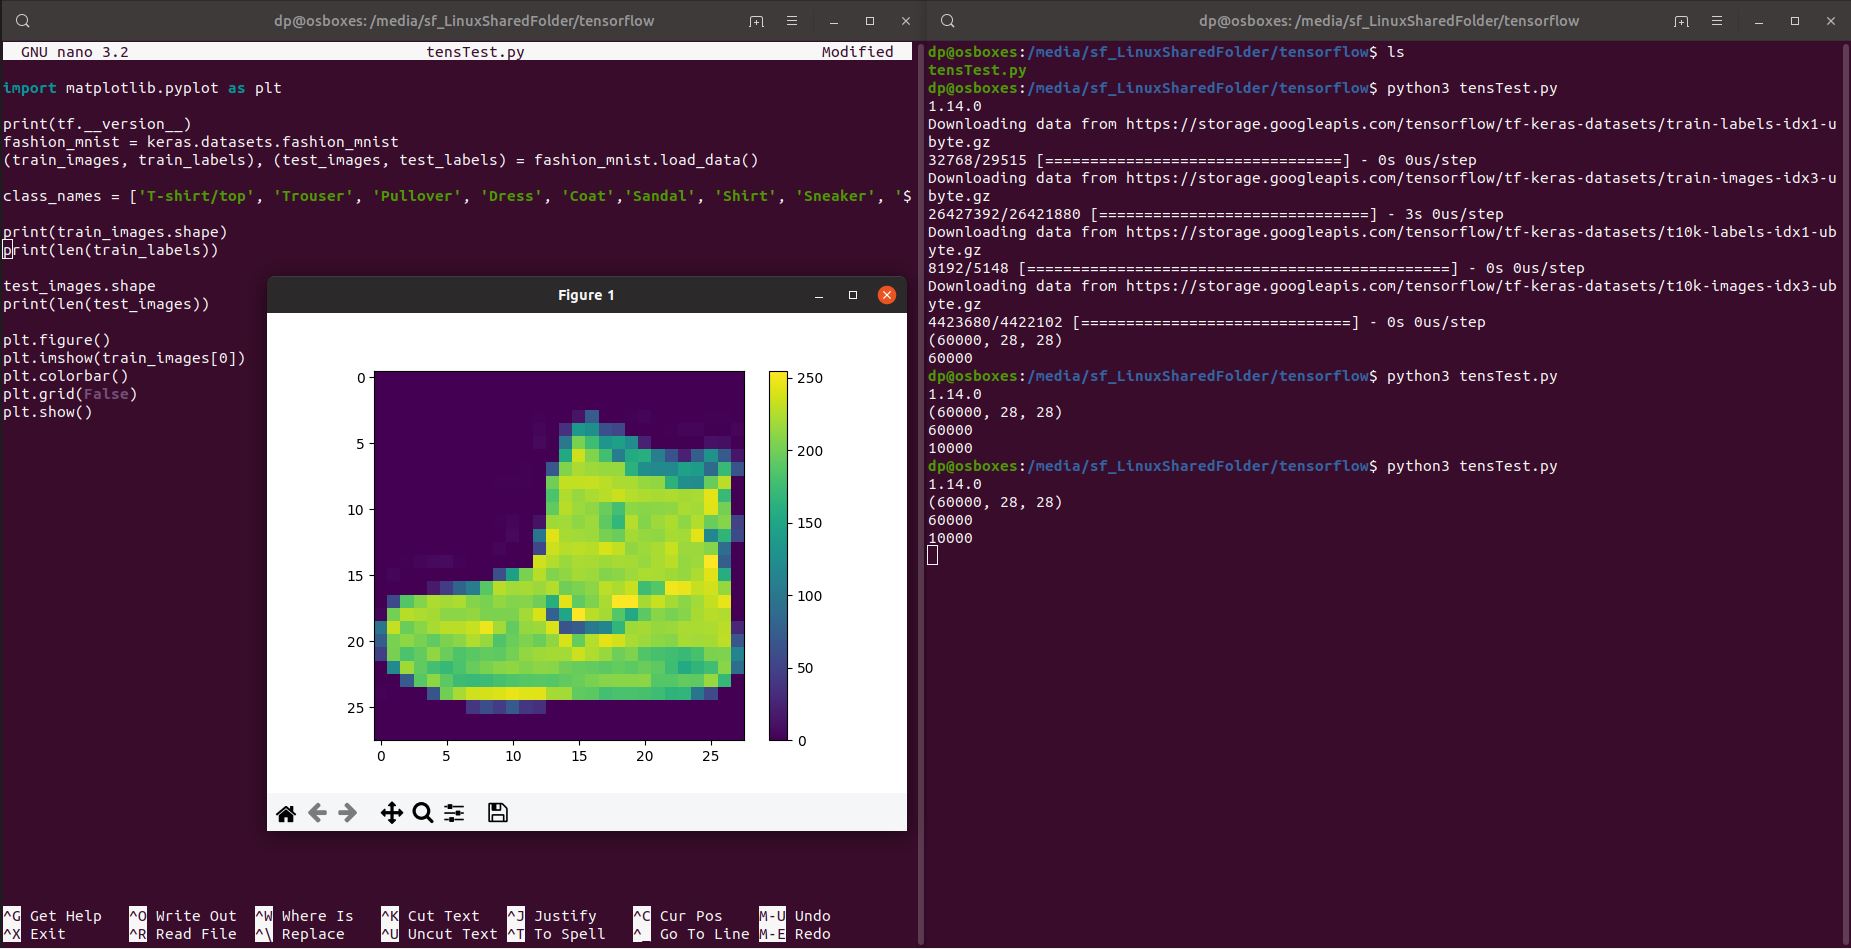 dp@osboxes: /media/sf_LinuxSharedFolder/tensorflow
GNU nano 3.2 tensTest.py Modified
import matplotlib.pyplot as plt
print(tf.__version__)
fashion_mnist = keras.datasets.fashion_mnist
(train_images, train_labels), (test_images, test_labels) = fashion_mnist.load_data()
class_names = ['T-shirt/top', 'Trouser', 'Pullover', 'Dress', 'Coat','Sandal', 'Shirt', 'Sneaker', '$
print(train_images.shape)
print(len(train_labels))
test_images.shape
print(len(test_images))
plt.figure()
plt.imshow(train_images[0])
plt.colorbar()
plt.grid(False)
plt.show()
Figure 1
0
5
10
15
20
25
0 5 10 15 20 25
250
200
150
100
50
0
^G Get Help ^O Write Out ^W Where Is ^K Cut Text ^J Justify ^C Cur Pos M-U Undo
^X Exit ^R Read File ^\ Replace ^U Uncut Text ^T To Spell ^_ Go To Line M-E Redo
dp@osboxes: /media/sf_LinuxSharedFolder/tensorflow
dp@osboxes:/media/sf_LinuxSharedFolder/tensorflow$ ls
tensTest.py
dp@osboxes:/media/sf_LinuxSharedFolder/tensorflow$ python3 tensTest.py
1.14.0
Downloading data from https://storage.googleapis.com/tensorflow/tf-keras-datasets/train-labels-idx1-u
byte.gz
32768/29515 [=================================] - 0s 0us/step
Downloading data from https://storage.googleapis.com/tensorflow/tf-keras-datasets/train-images-idx3-u
byte.gz
26427392/26421880 [==============================] - 3s 0us/step
Downloading data from https://storage.googleapis.com/tensorflow/tf-keras-datasets/t10k-labels-idx1-ub
yte.gz
8192/5148 [===============================================] - 0s 0us/step
Downloading data from https://storage.googleapis.com/tensorflow/tf-keras-datasets/t10k-images-idx3-ub
yte.gz
4423680/4422102 [==============================] - 0s 0us/step
(60000, 28, 28)
60000
dp@osboxes:/media/sf_LinuxSharedFolder/tensorflow$ python3 tensTest.py
1.14.0
(60000, 28, 28)
60000
10000
dp@osboxes:/media/sf_LinuxSharedFolder/tensorflow$ python3 tensTest.py
1.14.0
(60000, 28, 28)
60000
10000